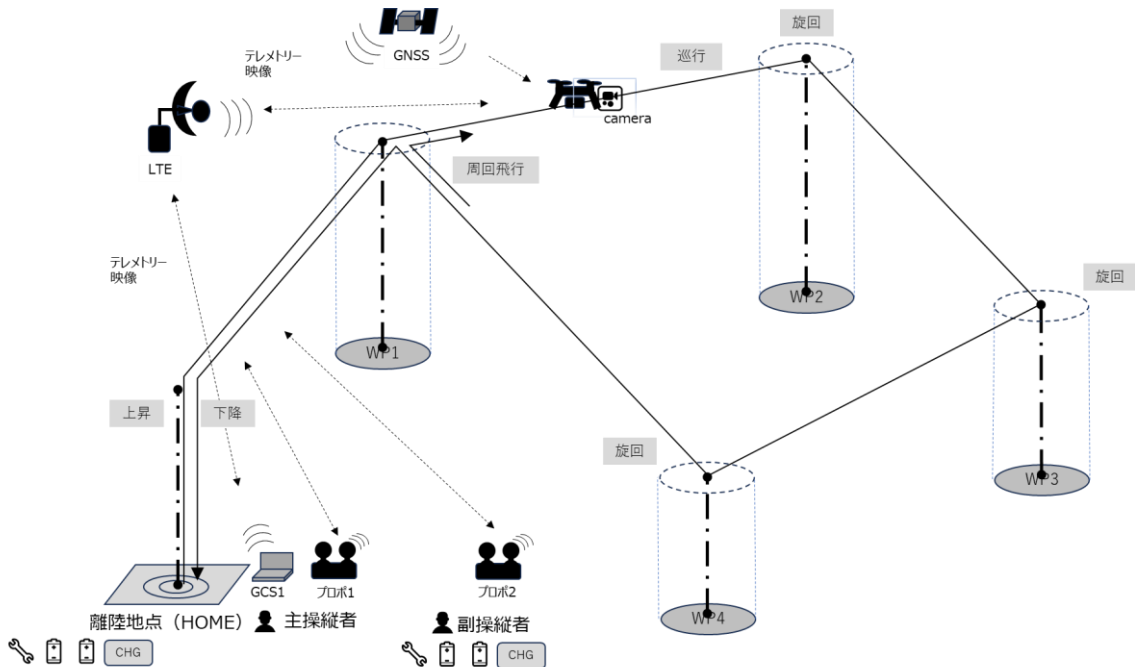 旋回
テレメトリー
映像
GNSS
巡行
camera
LTE
周回飛行
テレメトリー
映像
WP2
旋回
WP1
上昇
下降
旋回
WP3
GCS1
プロポ1
プロポ2
離陸地点（HOME）
主操縦者
副操縦者
WP4
CHG
CHG